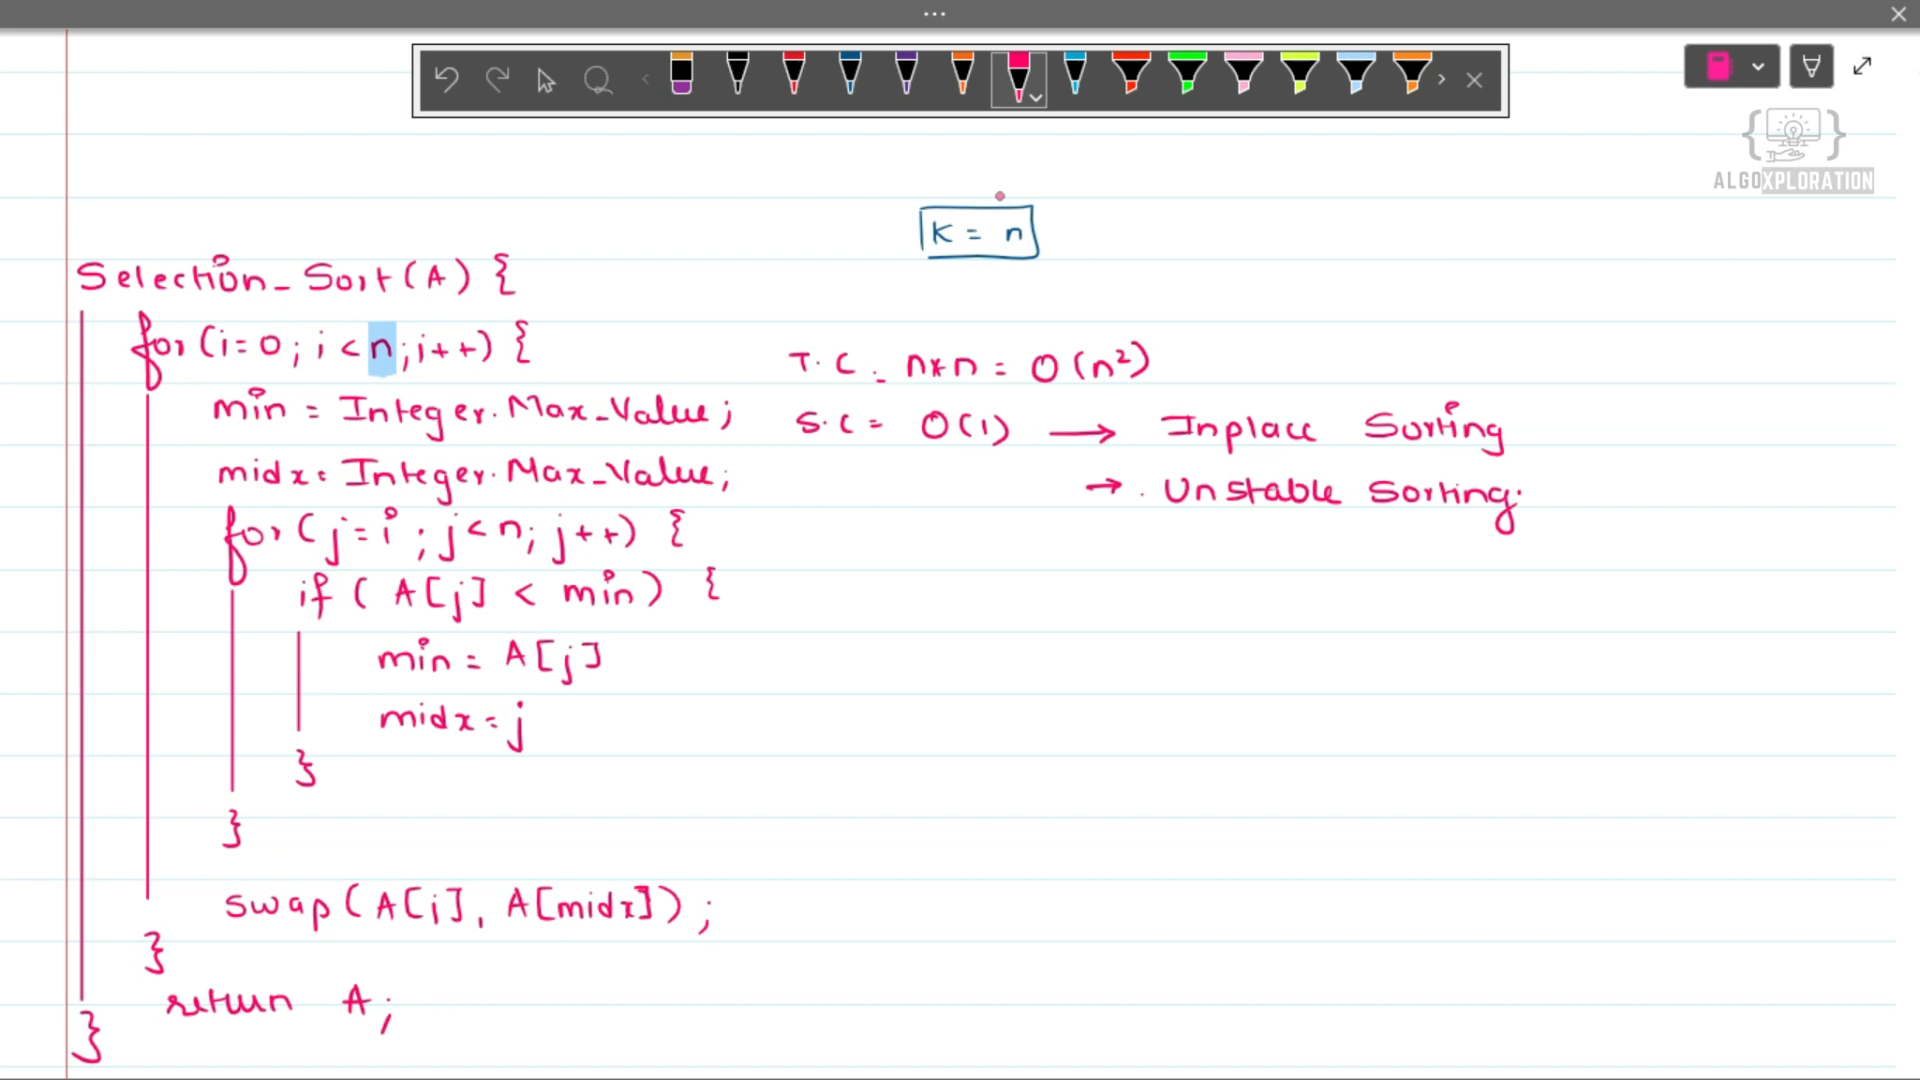 ALGOXPLORATION
K = n
Selection_Sort(A) {
for(i=0; i<n; i++) {
min = Integer.Max_Value;
midx = Integer.Max_Value;
for(j=i; j<n; j++) {
if (A[j] < min) {
min = A[j]
midx = j
}
}
swap(A[i], A[midx]);
}
return A;
}
T.C = n*n = O(n²)
S.C = O(1) → Inplace Sorting
→ . Unstable Sorting.